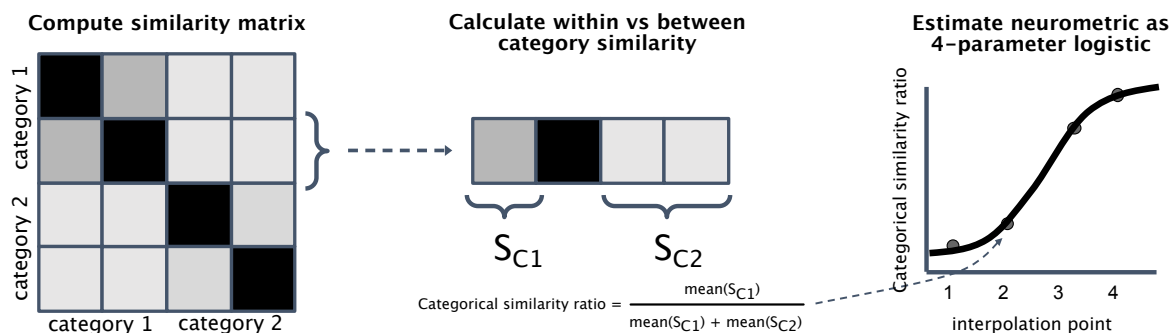 Compute similarity matrix
category 1
category 2
category 1
category 2
Calculate within vs between
category similarity
S_C1
S_C2
Categorical similarity ratio =
mean(S_C1)
mean(S_C1) + mean(S_C2)
Estimate neurometric as
4-parameter logistic
Categorical similarity ratio
1 2 3 4
interpolation point